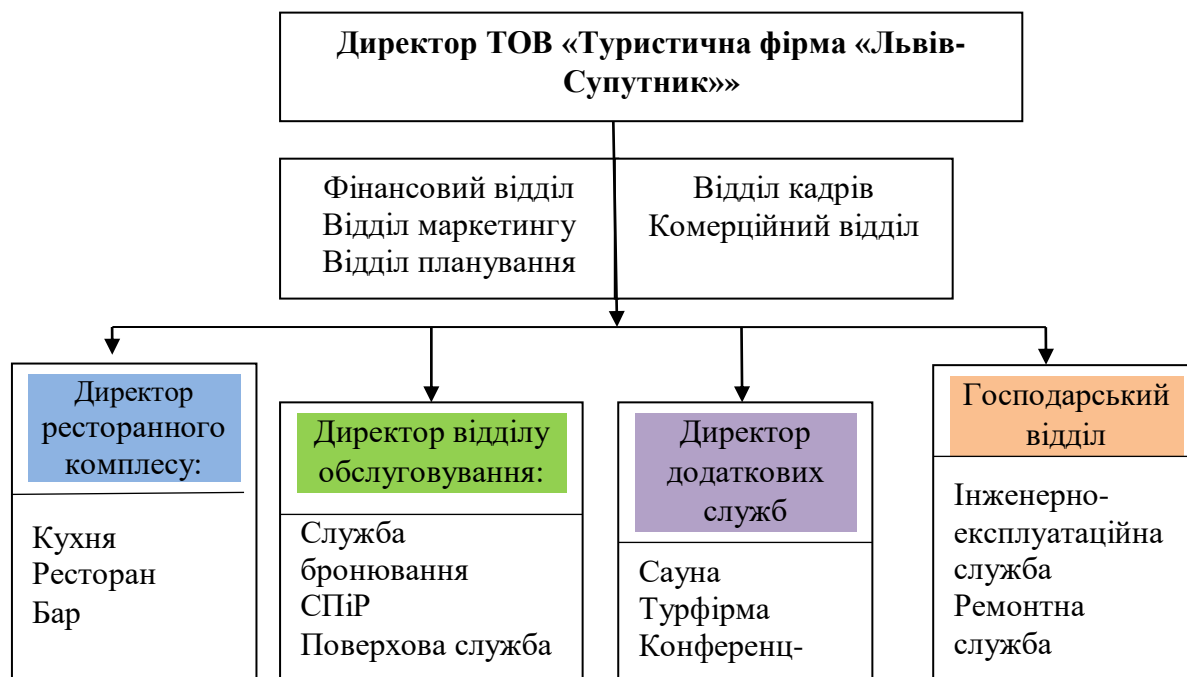 Директор ТОВ «Туристична фірма «Львів-
Супутник»»
Фінансовий відділ
Відділ маркетингу
Відділ планування
Відділ кадрів
Комерційний відділ
Директор
ресторанного
комплесу:
Кухня
Ресторан
Бар
Директор відділу
обслуговування:
Служба
бронювання
СПіР
Поверхова служба
Директор
додаткових
служб
Сауна
Турфірма
Конференц-
Господарський
відділ
Інженерно-
експлуатаційна
служба
Ремонтна
служба